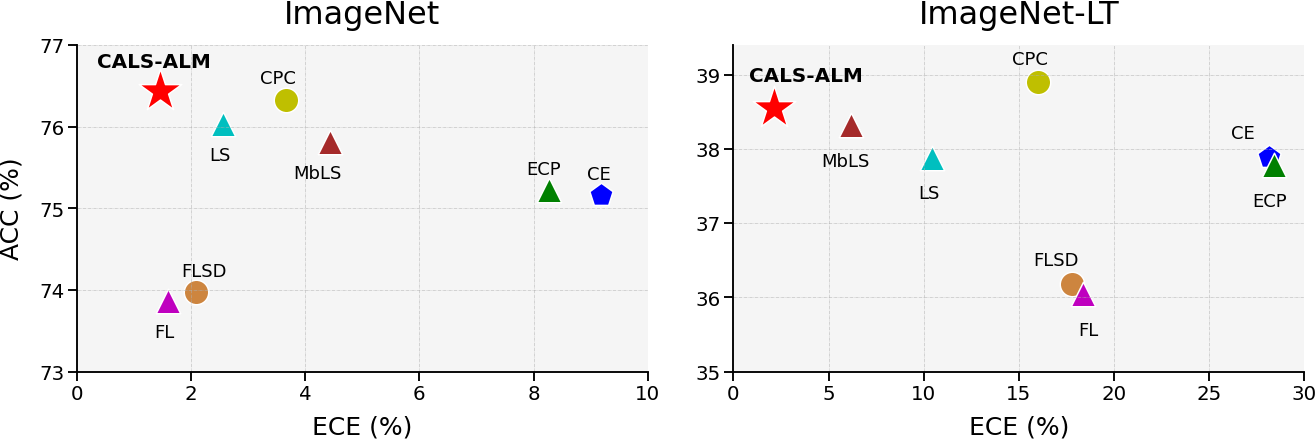 ImageNet
ACC (%)
77
76
75
74
73
CALS-ALM
CPC
LS
MbLS
ECP
CE
FLSD
FL
0
2
4
6
8
10
ECE (%)
ImageNet-LT
39
38
37
36
35
CPC
CALS-ALM
CE
MbLS
LS
ECP
FLSD
FL
0
5
10
15
20
25
30
ECE (%)